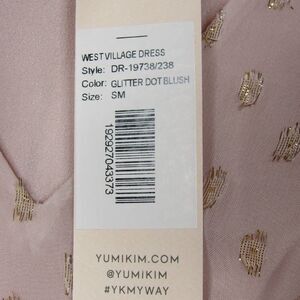 WEST VILLAGE DRESS
Style: DR-19738/238
Color: GLITTER DOT BLUSH
Size: SM
192927043373
YUMIKIM.COM
@YUMIKIM
#YKMYWAY